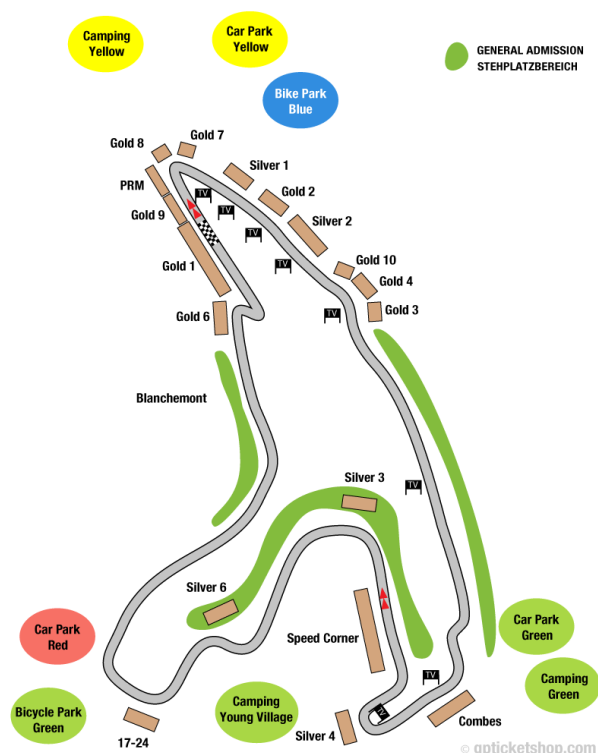 Camping
Yellow
Car Park
Yellow
GENERAL ADMISSION
STEHPLATZBEREICH
Bike Park
Blue
Gold 8
Gold 7
Silver 1
PRM
Gold 2
TV
Gold 9
TV
Silver 2
TV
Gold 1
TV
Gold 10
Gold 4
Gold 6
TV
Gold 3
Blanchemont
Silver 3
TV
Silver 6
Car Park
Red
Speed Corner
Car Park
Green
TV
Camping
Green
Bicycle Park
Green
Camping
Young Village
TV
Combes
17-24
Silver 4
© gpticketshop.com